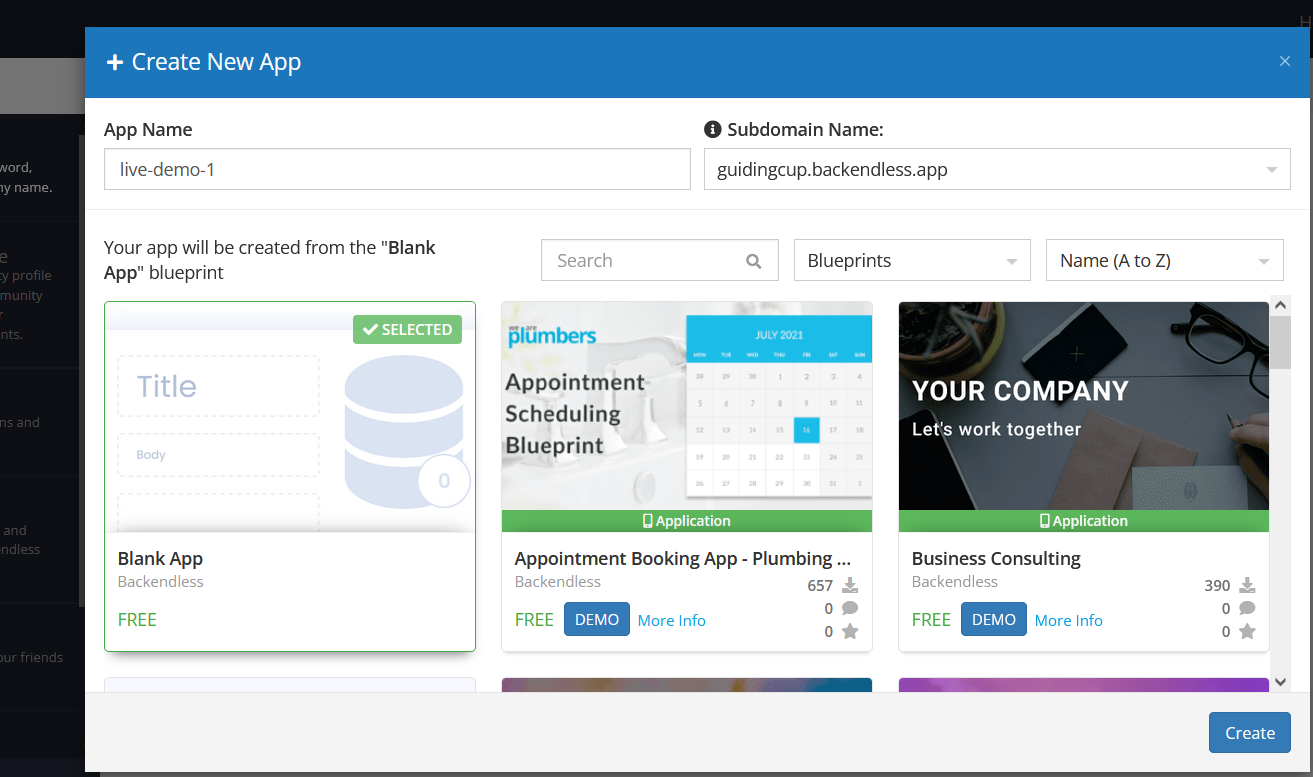 H
Create New App
×
App Name
Subdomain Name:
live-demo-1
guidingcup.backendless.app
word,
ny name.
e
ty profile
munity
r
nts.
ns and
and
endless
our friends
Your app will be created from the "Blank
App" blueprint
Search
Blueprints
Name (A to Z)
SELECTED
Title
Body
0
Blank App
Backendless
FREE
we are
plumbers
Appointment
Scheduling
Blueprint
JULY 2021
MON TUE WED THU FRI SAT SUN
28 29 30 1 2 3 4
5 6 7 8 9 10 11
12 13 14 15 16 17 18
19 20 21 22 23 24 25
26 27 28 29 30 31 1
Application
Appointment Booking App - Plumbing ...
Backendless
657
0
FREE DEMO More Info
0
YOUR COMPANY
Let's work together
Application
Business Consulting
Backendless
390
0
FREE DEMO More Info
0
Create